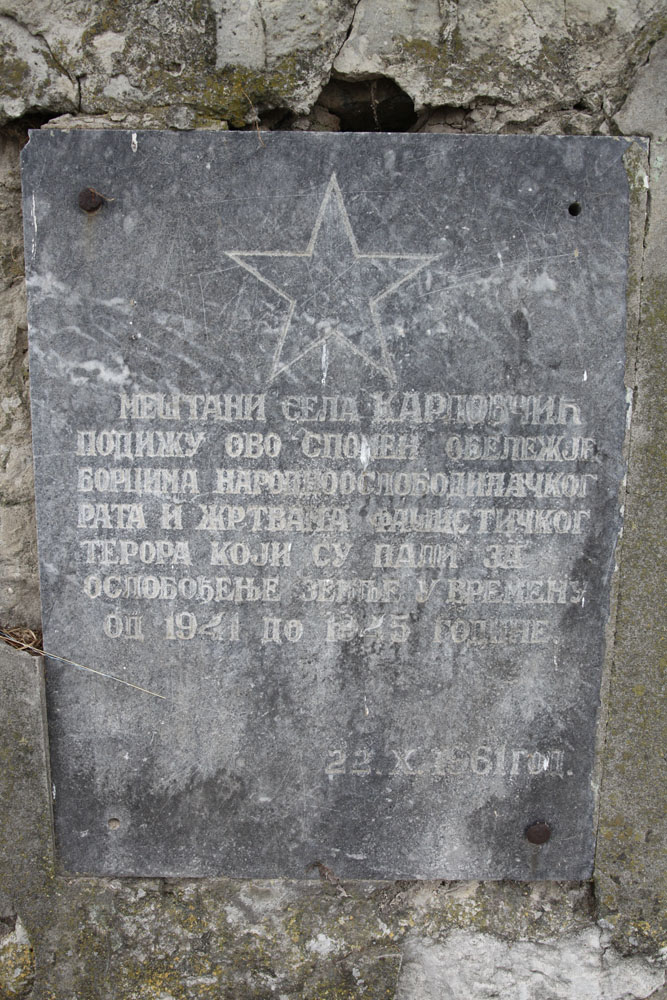 МЕШТАНИ СЕЛА КАРЛОВЧИЋ
ПОДИЖУ ОВО СПОМЕН ОБЕЛЕЖЈЕ
БОРЦИМА НАРОДНООСЛОБОДИЛАЧКОГ
РАТА И ЖРТВАМА ФАШИСТИЧКОГ
ТЕРОРА КОЈИ СУ ПАЛИ ЗА
ОСЛОБОЂЕЊЕ ЗЕМЉЕ У ВРЕМЕНУ
ОД 1941 ДО 1945 ГОДИНЕ.
22. X 1961 ГОД.